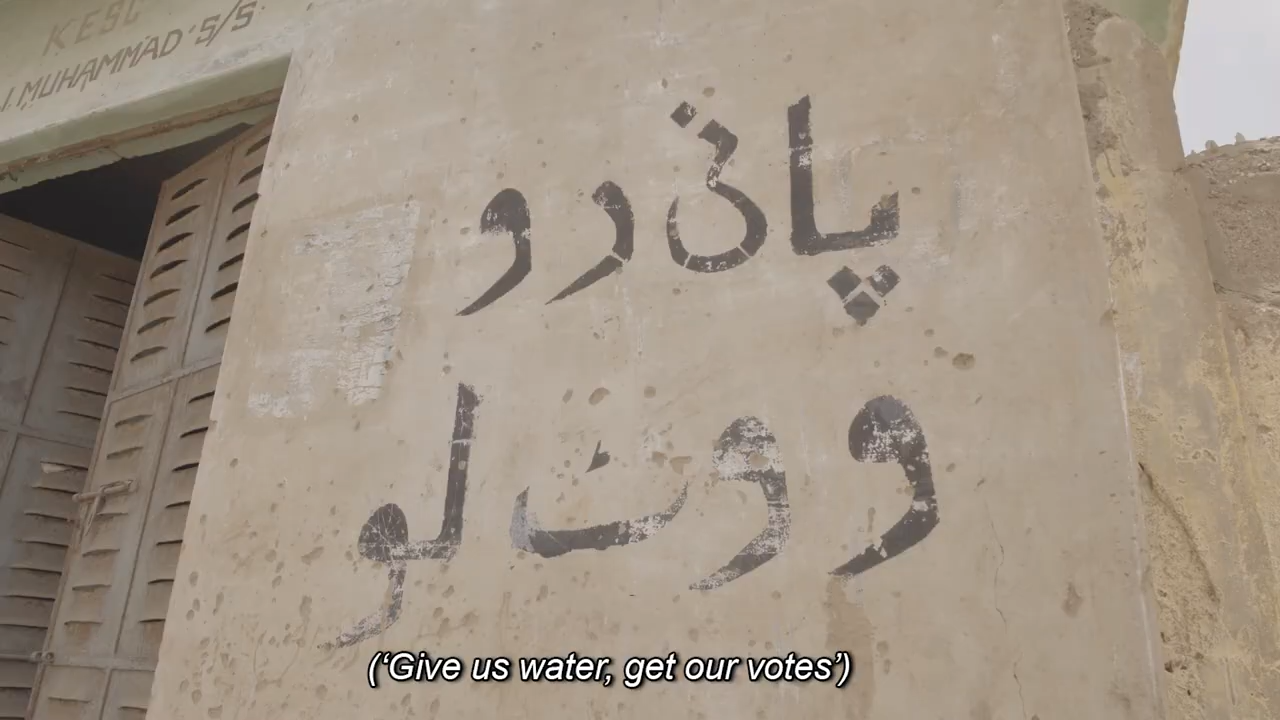 KESC
I. MUHAMMAD'S/S
پانی دو
ووٹ لو
(‘Give us water, get our votes’)